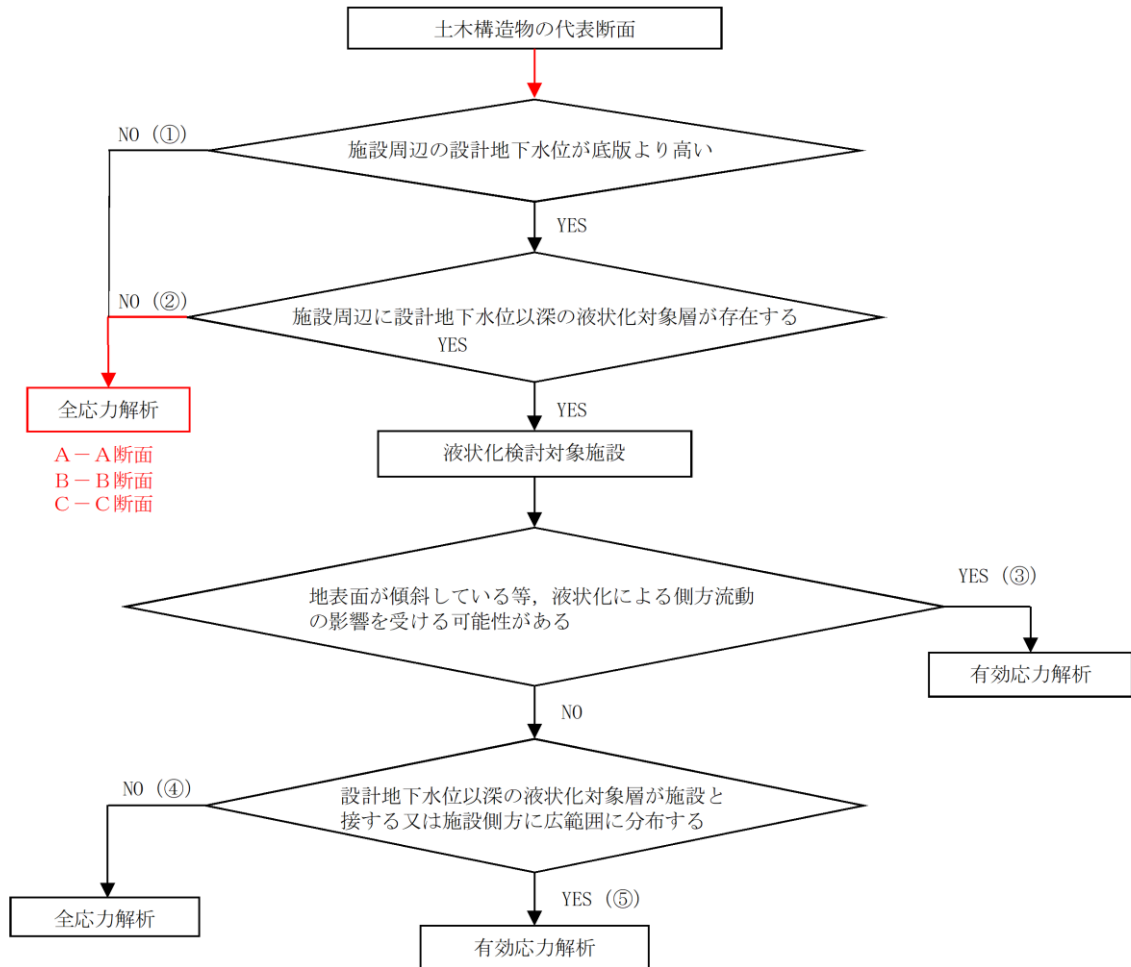 土木構造物の代表断面
NO (①)
施設周辺の設計地下水位が底版より高い
YES
NO (②)
施設周辺に設計地下水位以深の液状化対象層が存在する
YES
全応力解析
YES
A－A断面
B－B断面
C－C断面
液状化検討対象施設
地表面が傾斜している等，液状化による側方流動
の影響を受ける可能性がある
YES (③)
有効応力解析
NO
NO (④)
設計地下水位以深の液状化対象層が施設と
接する又は施設側方に広範囲に分布する
全応力解析
YES (⑤)
有効応力解析